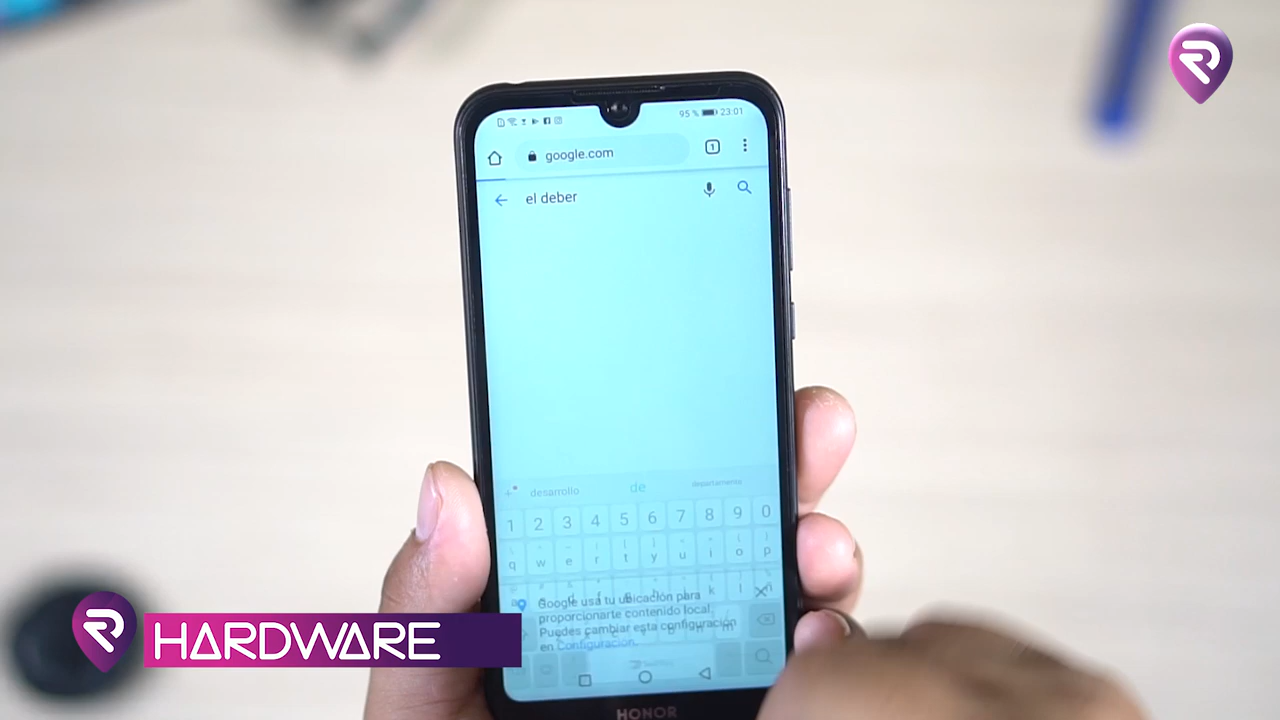 95 % 23:01
google.com
1
el deber
desarrollo de departamento
1 2 3 4 5 6 7 8 9 0
q w e r t y u i o p
k l ñ
Google usa tu ubicación para
proporcionarte contenido local.
Puedes cambiar esta configuración
en Configuración.
HONOR
R HARDWARE
R